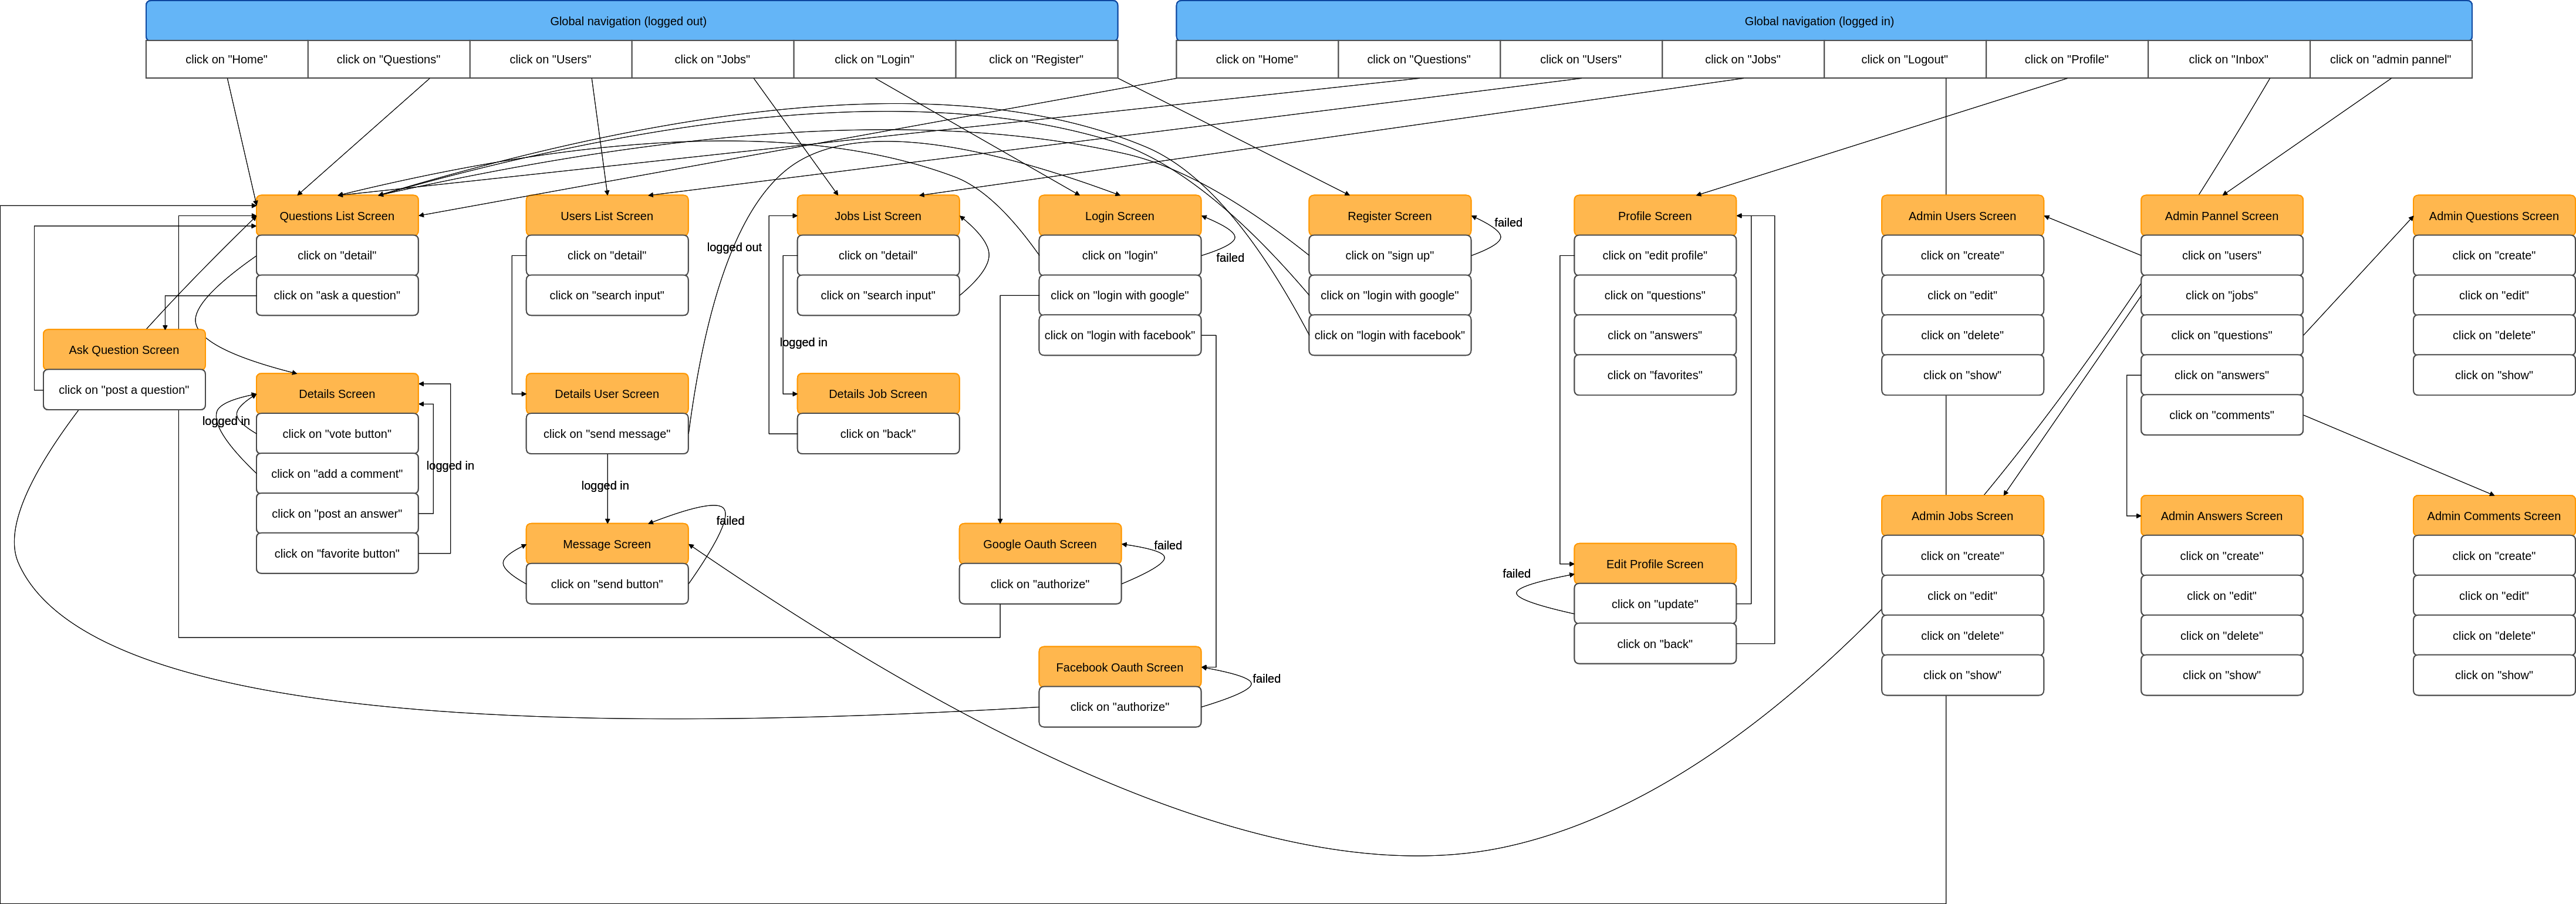 Global navigation (logged out)
click on "Home"
click on "Questions"
click on "Users"
click on "Jobs"
click on "Login"
click on "Register"
Global navigation (logged in)
click on "Home"
click on "Questions"
click on "Users"
click on "Jobs"
click on "Logout"
click on "Profile"
click on "Inbox"
click on "admin pannel"
Questions List Screen
click on "detail"
click on "ask a question"
Ask Question Screen
click on "post a question"
Details Screen
click on "vote button"
click on "add a comment"
click on "post an answer"
click on "favorite button"
logged in
logged in
Users List Screen
click on "detail"
click on "search input"
Details User Screen
click on "send message"
logged out
logged in
Message Screen
click on "send button"
failed
Jobs List Screen
click on "detail"
click on "search input"
logged in
Details Job Screen
click on "back"
Login Screen
click on "login"
click on "login with google"
click on "login with facebook"
failed
Google Oauth Screen
click on "authorize"
failed
Facebook Oauth Screen
click on "authorize"
failed
Register Screen
click on "sign up"
click on "login with google"
click on "login with facebook"
failed
Profile Screen
click on "edit profile"
click on "questions"
click on "answers"
click on "favorites"
Edit Profile Screen
click on "update"
click on "back"
failed
Admin Users Screen
click on "create"
click on "edit"
click on "delete"
click on "show"
Admin Jobs Screen
click on "create"
click on "edit"
click on "delete"
click on "show"
Admin Pannel Screen
click on "users"
click on "jobs"
click on "questions"
click on "answers"
click on "comments"
Admin Answers Screen
click on "create"
click on "edit"
click on "delete"
click on "show"
Admin Questions Screen
click on "create"
click on "edit"
click on "delete"
click on "show"
Admin Comments Screen
click on "create"
click on "edit"
click on "delete"
click on "show"